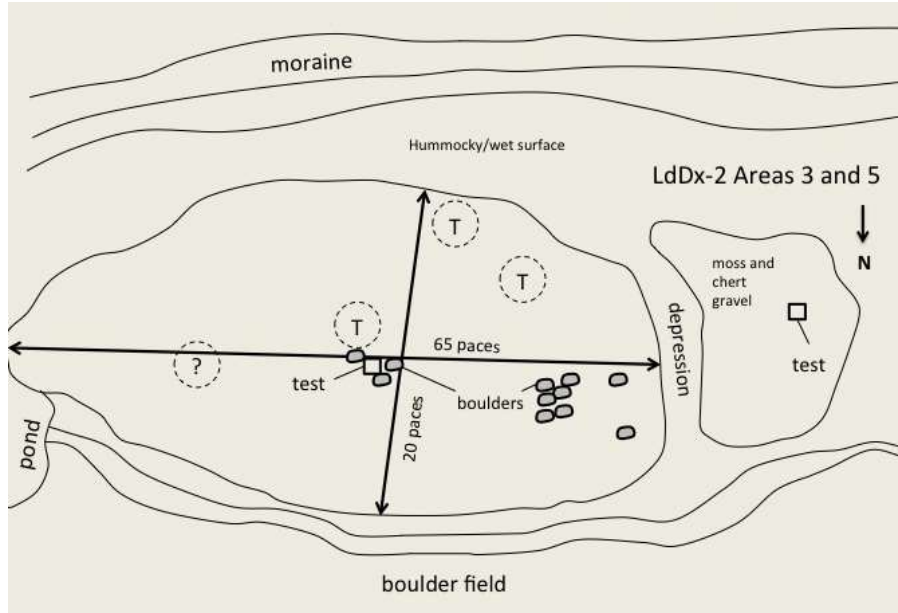 moraine
Hummocky/wet surface
LdDx-2 Areas 3 and 5
T
T
N
moss and
chert
gravel
depression
T
65 paces
?
test
boulders
test
20 paces
pond
boulder field